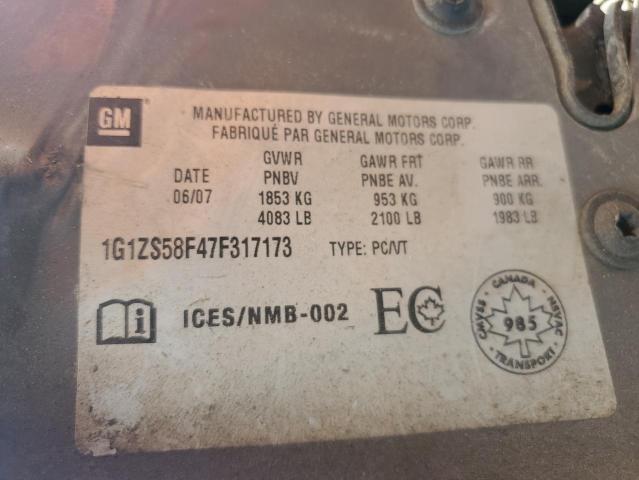 GM
MANUFACTURED BY GENERAL MOTORS CORP.
FABRIQUÉ PAR GENERAL MOTORS CORP.
DATE GVWR GAWR FRT GAWR RR
PNBV PNBE AV. PNBE ARR.
06/07 1853 KG 953 KG 900 KG
4083 LB 2100 LB 1983 LB
1G1ZS58F47F317173 TYPE: PC/VT
i ICES/NMB-002 EC
CANADA
CMVSS 985 NSVAC
TRANSPORT